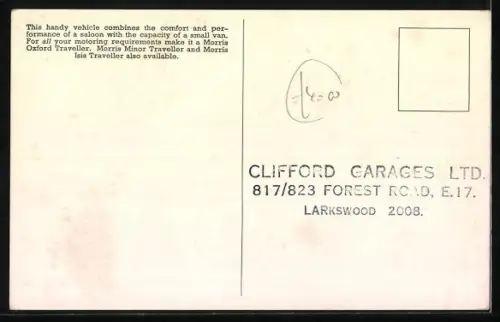 This handy vehicle combines the comfort and per-
formance of a saloon with the capacity of a small van.
For all your motoring requirements make it a Morris
Oxford Traveller. Morris Minor Traveller and Morris
Isis Traveller also available.
CLIFFORD GARAGES LTD.
817/823 FOREST ROAD, E.17.
LARKSWOOD 2008.